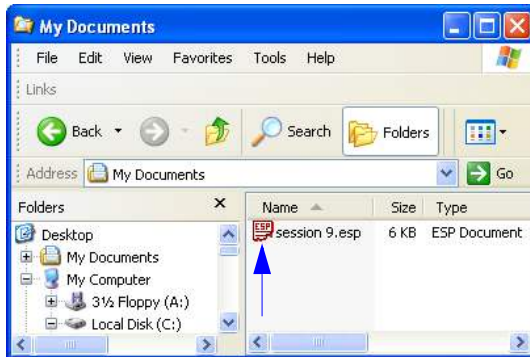 My Documents
File Edit View Favorites Tools Help
Links
Back Search Folders
Address My Documents Go
Folders Name Size Type
Desktop ESP session 9.esp 6 KB ESP Document
My Documents
My Computer
3½ Floppy (A:)
Local Disk (C:)